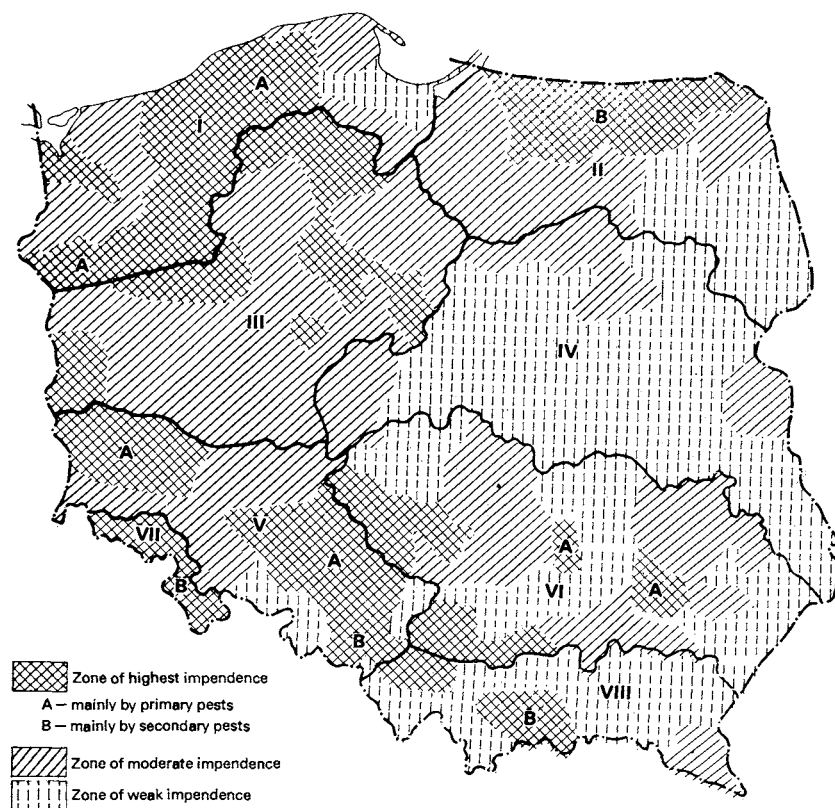 A
B
I
II
A
III
IV
A
V
VII
A
A
A
VI
B
B
VIII
B
Zone of highest impendence
A — mainly by primary pests
B — mainly by secondary pests
Zone of moderate impendence
Zone of weak impendence